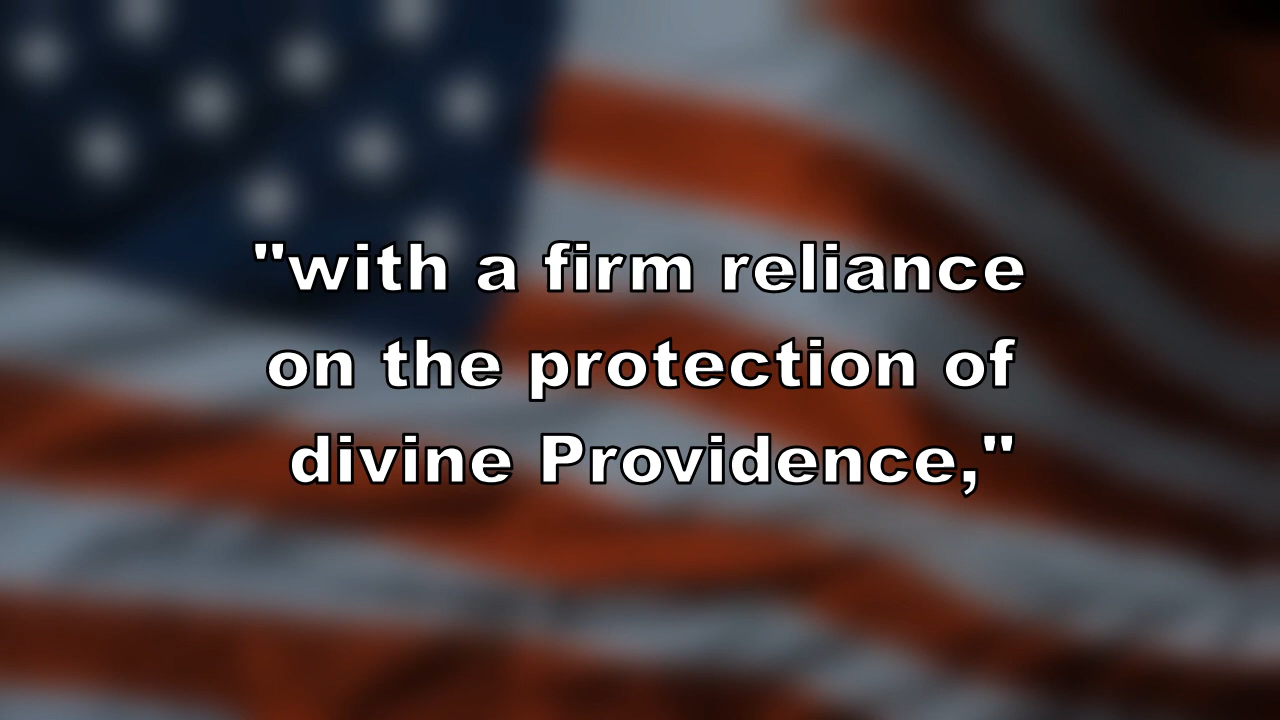 "with a firm reliance
on the protection of
divine Providence,"